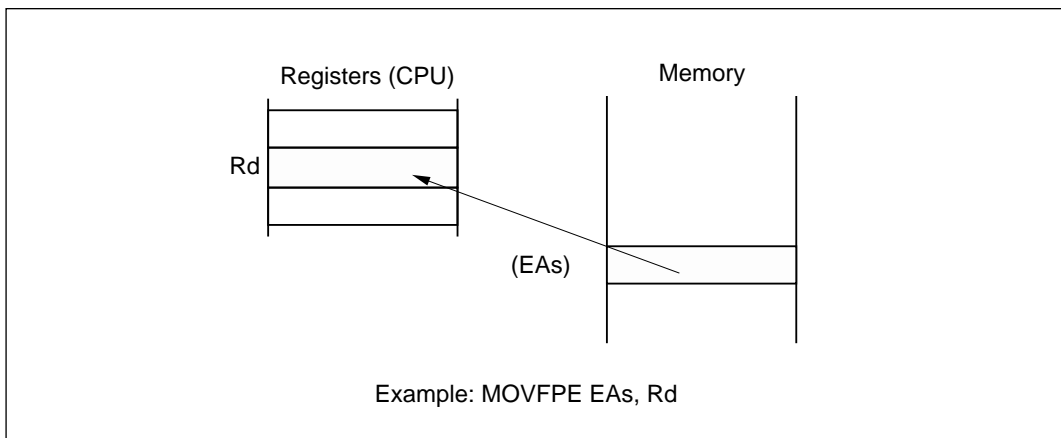 Registers (CPU)
Memory
Rd
(EAs)
Example: MOVFPE EAs, Rd